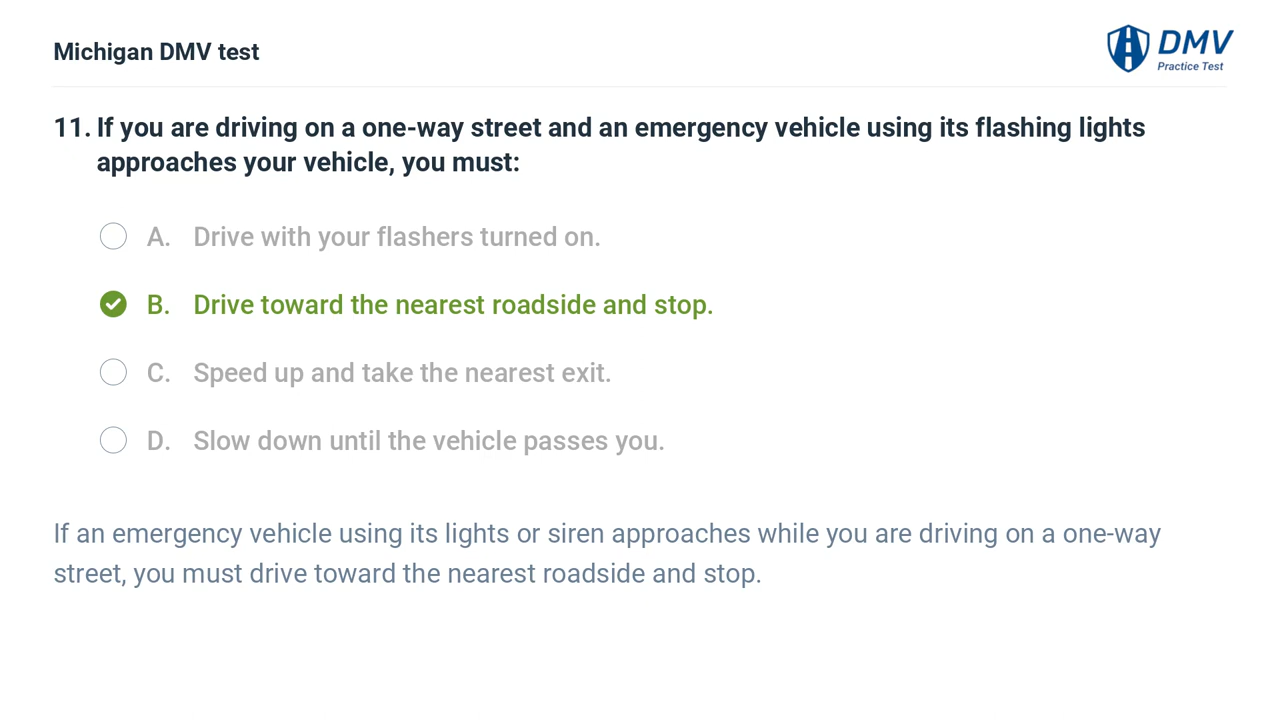 Michigan DMV test
DMV
Practice Test
11. If you are driving on a one-way street and an emergency vehicle using its flashing lights
approaches your vehicle, you must:
A. Drive with your flashers turned on.
B. Drive toward the nearest roadside and stop.
C. Speed up and take the nearest exit.
D. Slow down until the vehicle passes you.
If an emergency vehicle using its lights or siren approaches while you are driving on a one-way
street, you must drive toward the nearest roadside and stop.